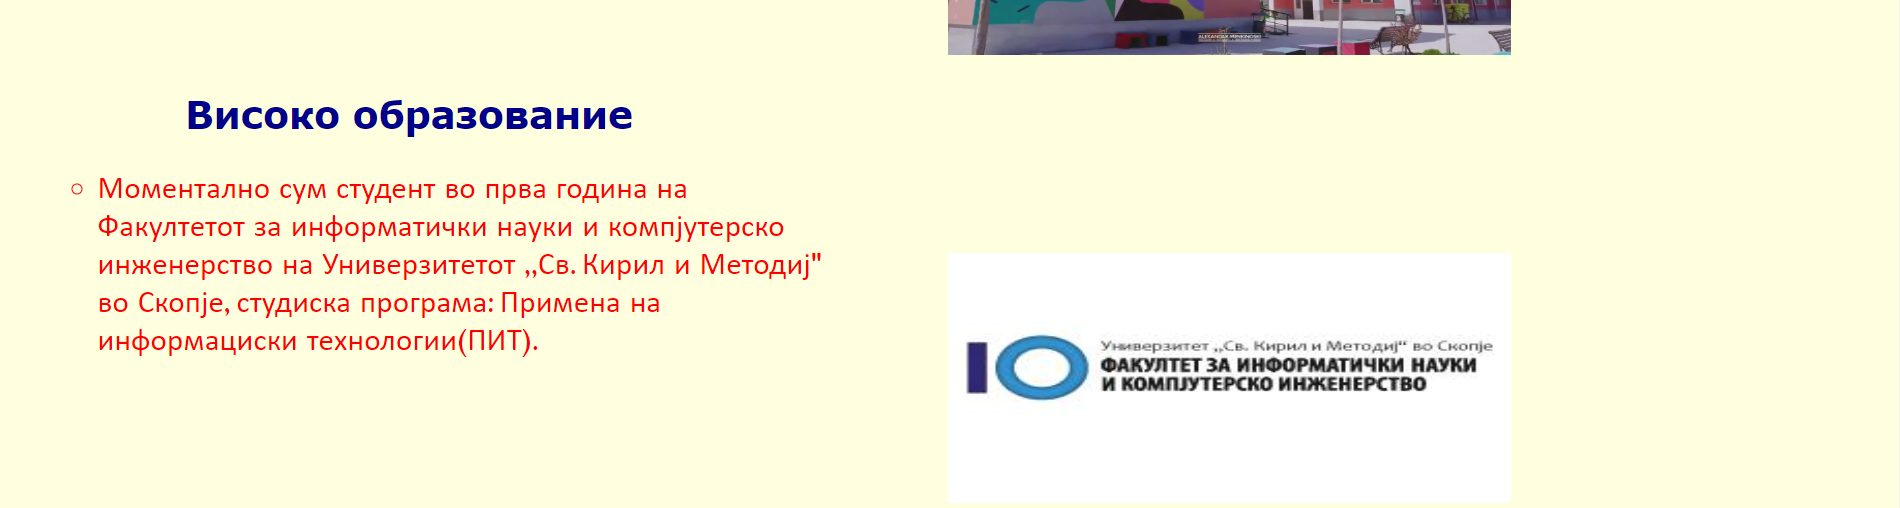 Високо образование
Моментално сум студент во прва година на
Факултетот за информатички науки и компјутерско
инженерство на Универзитетот ,,Св. Кирил и Методиј"
во Скопје, студиска програма: Примена на
информациски технологии(ПИТ).
Универзитет ,,Св. Кирил и Методиј“ во Скопје
ФАКУЛТЕТ ЗА ИНФОРМАТИЧКИ НАУКИ
И КОМПЈУТЕРСКО ИНЖЕНЕРСТВО